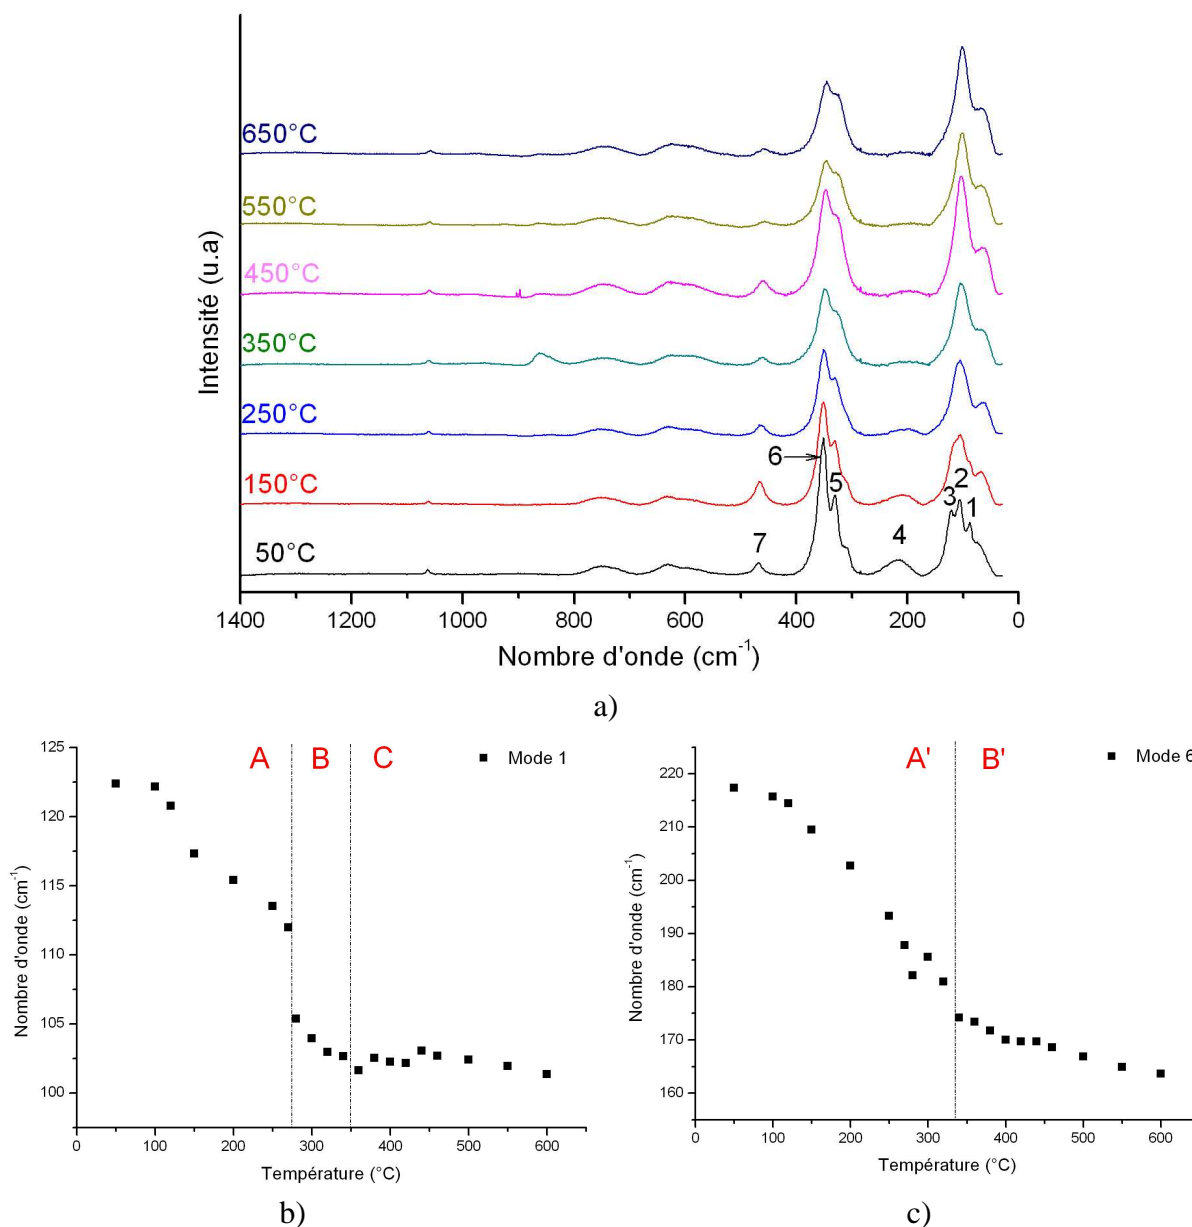 650°C
550°C
450°C
350°C
250°C
150°C
50°C
Intensité (u.a)
6
5
7
4
3
2
1
1400 1200 1000 800 600 400 200 0
Nombre d'onde (cm-1)
a)
A B C
Mode 1
125
120
115
110
105
100
Nombre d'onde (cm-1)
0 100 200 300 400 500 600
Température (°C)
b)
A' B'
Mode 6
220
210
200
190
180
170
160
Nombre d'onde (cm-1)
0 100 200 300 400 500 600
Température (°C)
c)